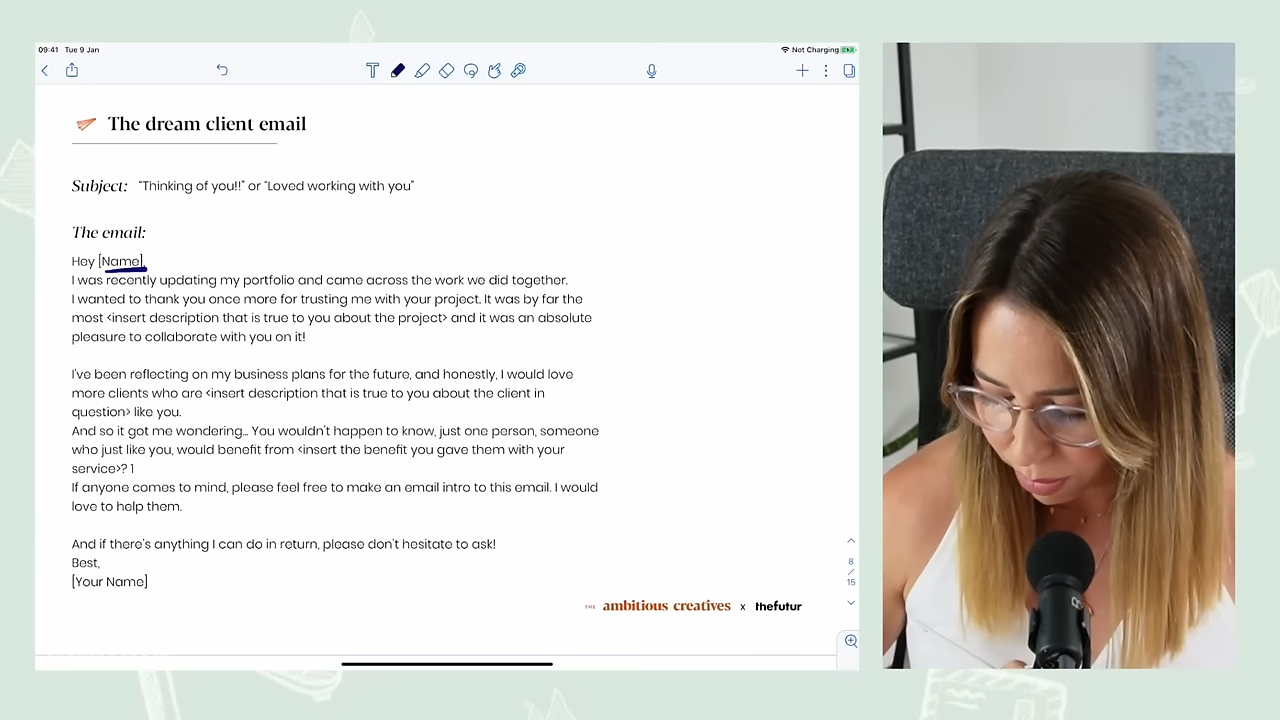 09:41 Tue 9 Jan
Not Charging
The dream client email
Subject: "Thinking of you!!" or "Loved working with you"
The email:
Hey [Name],
I was recently updating my portfolio and came across the work we did together.
I wanted to thank you once more for trusting me with your project. It was by far the
most <insert description that is true to you about the project> and it was an absolute
pleasure to collaborate with you on it!
I've been reflecting on my business plans for the future, and honestly, I would love
more clients who are <insert description that is true to you about the client in
question> like you.
And so it got me wondering... You wouldn't happen to know, just one person, someone
who just like you, would benefit from <insert the benefit you gave them with your
service>? 1
If anyone comes to mind, please feel free to make an email intro to this email. I would
love to help them.
And if there's anything I can do in return, please don't hesitate to ask!
Best,
[Your Name]
8
/
15
THE ambitious creatives x thefutur